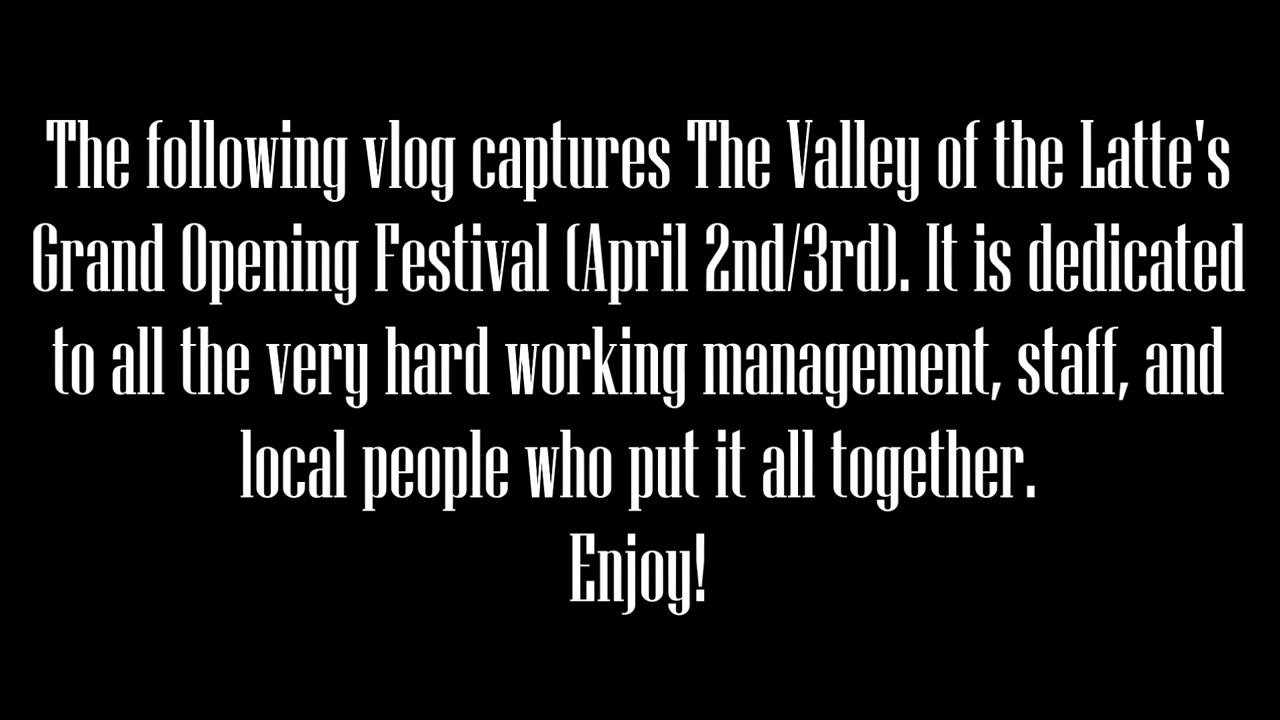 The following vlog captures The Valley of the Latte's
Grand Opening Festival (April 2nd/3rd). It is dedicated
to all the very hard working management, staff, and
local people who put it all together.
Enjoy!